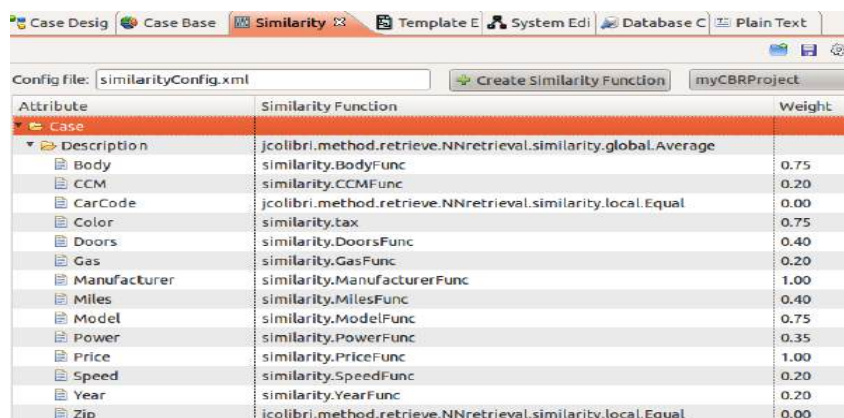 Case Desig Case Base Similarity Template E System Edi Database C Plain Text
Config file: similarityConfig.xml Create Similarity Function myCBRProject
Attribute Similarity Function Weight
Case
Description jcolibri.method.retrieve.NNretrieval.similarity.global.Average
Body similarity.BodyFunc 0.75
CCM similarity.CCMFunc 0.20
CarCode jcolibri.method.retrieve.NNretrieval.similarity.local.Equal 0.00
Color similarity.tax 0.75
Doors similarity.DoorsFunc 0.40
Gas similarity.GasFunc 0.20
Manufacturer similarity.ManufacturerFunc 1.00
Miles similarity.MilesFunc 0.40
Model similarity.ModelFunc 0.75
Power similarity.PowerFunc 0.35
Price similarity.PriceFunc 1.00
Speed similarity.SpeedFunc 0.20
Year similarity.YearFunc 0.20
Zip jcolibri.method.retrieve.NNretrieval.similarity.local.Equal 0.00